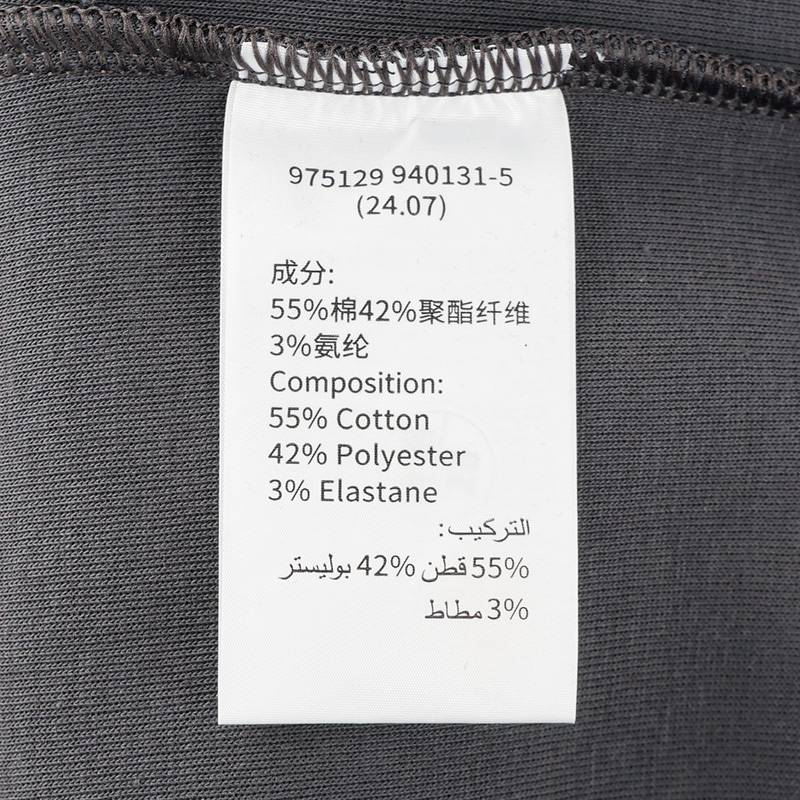 975129 940131-5
(24.07)
成分:
55%棉42%聚酯纤维
3%氨纶
Composition:
55% Cotton
42% Polyester
3% Elastane
التركيب:
55% قطن 42% بوليستر
3% مطاط